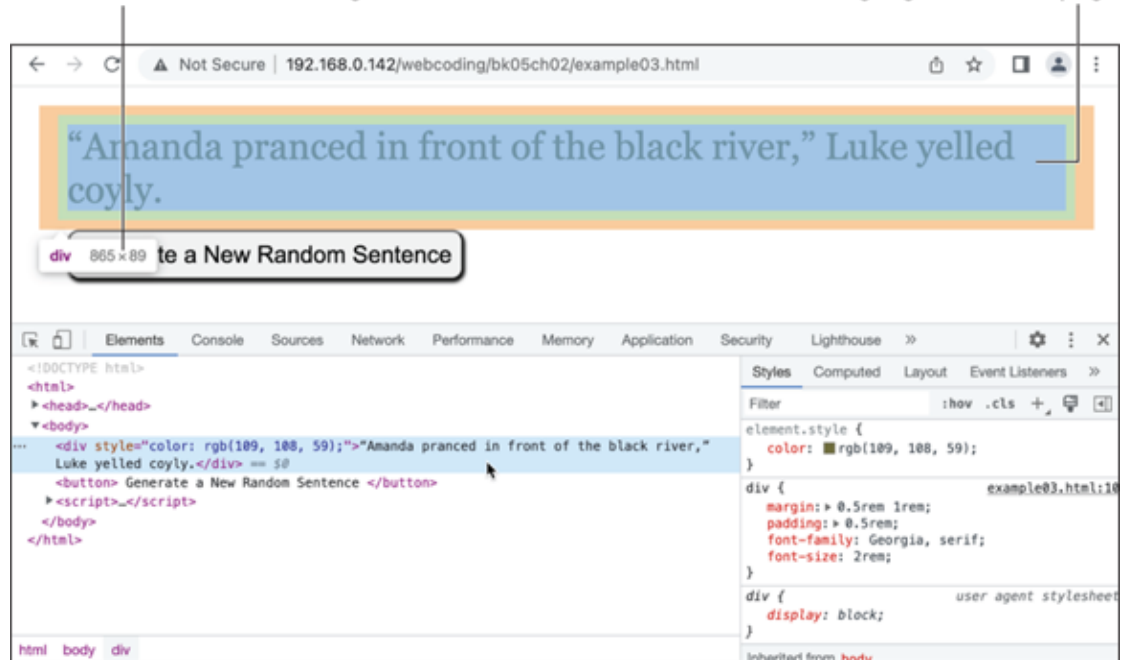 Not Secure | 192.168.0.142/webcoding/bk05ch02/example03.html
“Amanda pranced in front of the black river,” Luke yelled
coyly.
div 865×89
te a New Random Sentence
Elements Console Sources Network Performance Memory Application Security Lighthouse »
<!DOCTYPE html>
<html>
▶<head>…</head>
▼<body>
… <div style="color: rgb(109, 108, 59);">"Amanda pranced in front of the black river,"
Luke yelled coyly.</div> == $0
<button> Generate a New Random Sentence </button>
▶<script>…</script>
</body>
</html>
html body div
Styles Computed Layout Event Listeners »
Filter :hov .cls +
element.style {
color: rgb(109, 108, 59);
}
div { example03.html:10
margin:▶ 0.5rem 1rem;
padding:▶ 0.5rem;
font-family: Georgia, serif;
font-size: 2rem;
}
div { user agent stylesheet
display: block;
}
Inherited from body